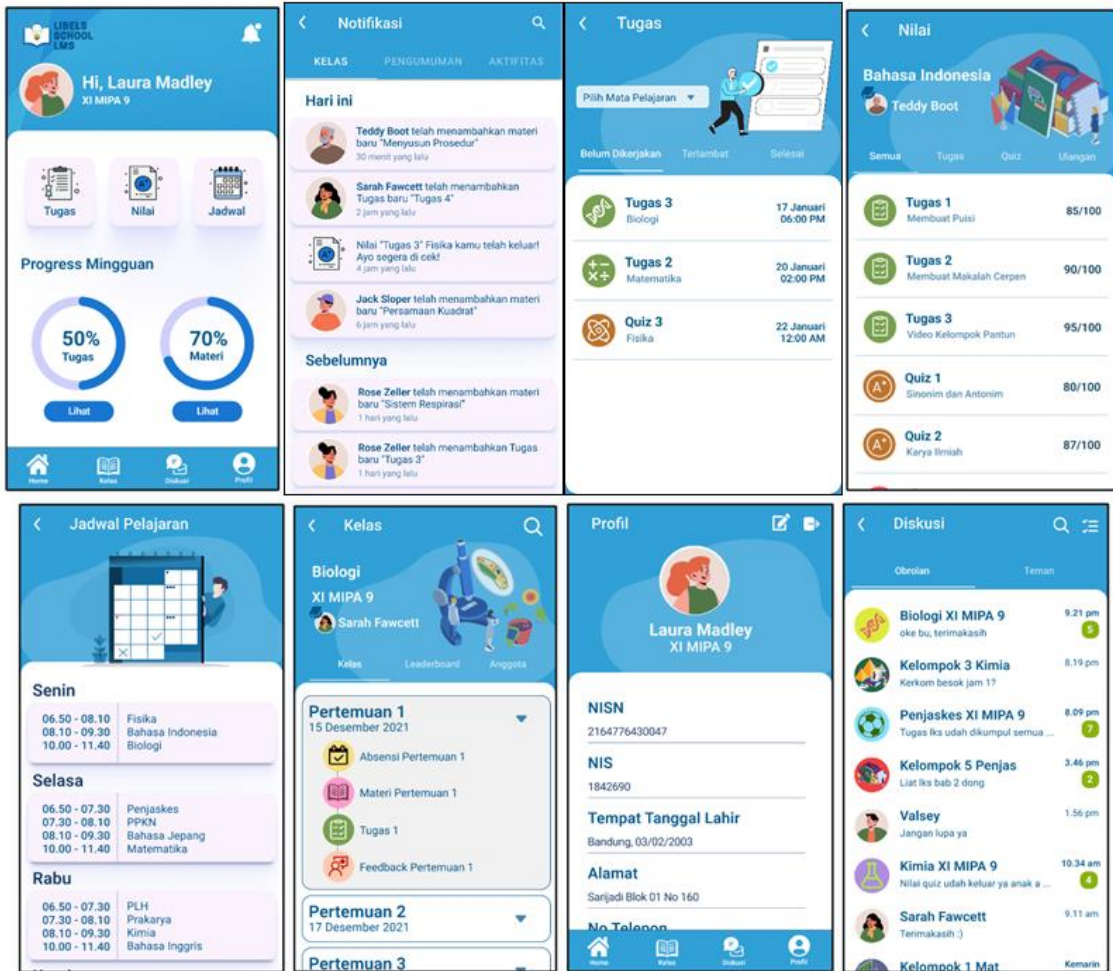 LIBELS
SCHOOL
LMS
Hi, Laura Madley
XI MIPA 9
Tugas
Nilai
Jadwal
Progress Mingguan
50%
Tugas
70%
Materi
Lihat
Lihat
Home
Kelas
Diskusi
Profil
Notifikasi
KELAS
PENGUMUMAN
AKTIFITAS
Hari ini
Teddy Boot telah menambahkan materi
baru "Menyusun Prosedur"
30 menit yang lalu
Sarah Fawcett telah menambahkan
Tugas baru "Tugas 4"
2 jam yang lalu
Nilai "Tugas 3" Fisika kamu telah keluar!
Ayo segera di cek!
4 jam yang lalu
Jack Sloper telah menambahkan materi
baru "Persamaan Kuadrat"
6 jam yang lalu
Sebelumnya
Rose Zeller telah menambahkan materi
baru "Sistem Respirasi"
1 hari yang lalu
Rose Zeller telah menambahkan Tugas
baru "Tugas 3"
1 hari yang lalu
Tugas
Pilih Mata Pelajaran
Belum Dikerjakan
Terlambat
Selesai
Tugas 3
Biologi
17 Januari
06:00 PM
Tugas 2
Matematika
20 Januari
02:00 PM
Quiz 3
Fisika
22 Januari
12:00 AM
Nilai
Bahasa Indonesia
Teddy Boot
Semua
Tugas
Quiz
Ulangan
Tugas 1
Membuat Puisi
85/100
Tugas 2
Membuat Makalah Cerpen
90/100
Tugas 3
Video Kelompok Pantun
95/100
Quiz 1
Sinonim dan Antonim
80/100
Quiz 2
Karya Ilmiah
87/100
Jadwal Pelajaran
Senin
06.50 - 08.10 Fisika
08.10 - 09.30 Bahasa Indonesia
10.00 - 11.40 Biologi
Selasa
06.50 - 07.30 Penjaskes
07.30 - 08.10 PPKN
08.10 - 09.30 Bahasa Jepang
10.00 - 11.40 Matematika
Rabu
06.50 - 07.30 PLH
07.30 - 08.10 Prakarya
08.10 - 09.30 Kimia
10.00 - 11.40 Bahasa Inggris
Kelas
Biologi
XI MIPA 9
Sarah Fawcett
Kelas
Leaderboard
Anggota
Pertemuan 1
15 Desember 2021
Absensi Pertemuan 1
Materi Pertemuan 1
Tugas 1
Feedback Pertemuan 1
Pertemuan 2
17 Desember 2021
Pertemuan 3
Profil
Laura Madley
XI MIPA 9
NISN
2164776430047
NIS
1842690
Tempat Tanggal Lahir
Bandung, 03/02/2003
Alamat
Sarijadi Blok 01 No 160
No Telepon
Home
Kelas
Diskusi
Profil
Diskusi
Obrolan
Teman
Biologi XI MIPA 9
oke bu, terimakasih
9.21 pm
5
Kelompok 3 Kimia
Kerkom besok jam 1?
8.19 pm
Penjaskes XI MIPA 9
Tugas lks udah dikumpul semua ...
8.09 pm
7
Kelompok 5 Penjas
Liat lks bab 2 dong
3.46 pm
2
Valsey
Jangan lupa ya
1.56 pm
Kimia XI MIPA 9
Nilai quiz udah keluar ya anak a ...
10.34 am
4
Sarah Fawcett
Terimakasih :)
9.11 am
Kelompok 1 Mat
Kemarin